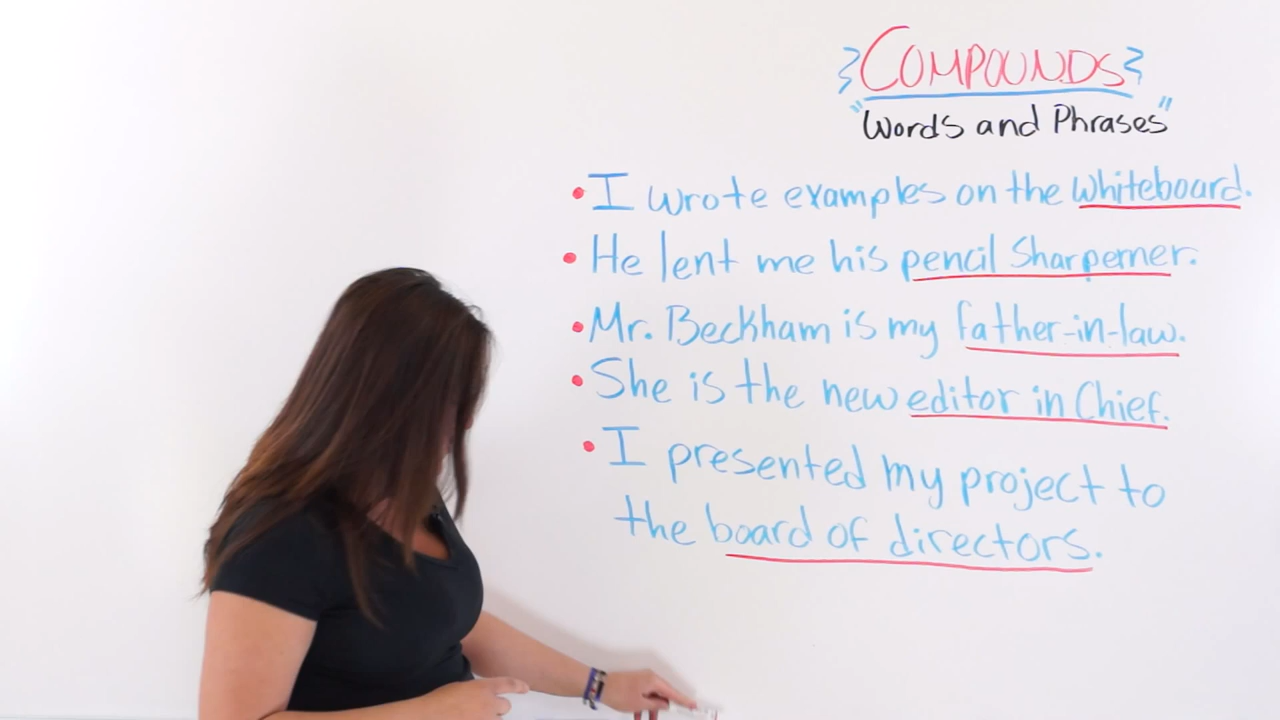 COMPOUNDS
"Words and Phrases"
• I wrote examples on the whiteboard.
• He lent me his pencil Sharperner.
• Mr. Beckham is my father-in-law.
• She is the new editor in Chief.
• I presented my project to
the board of directors.